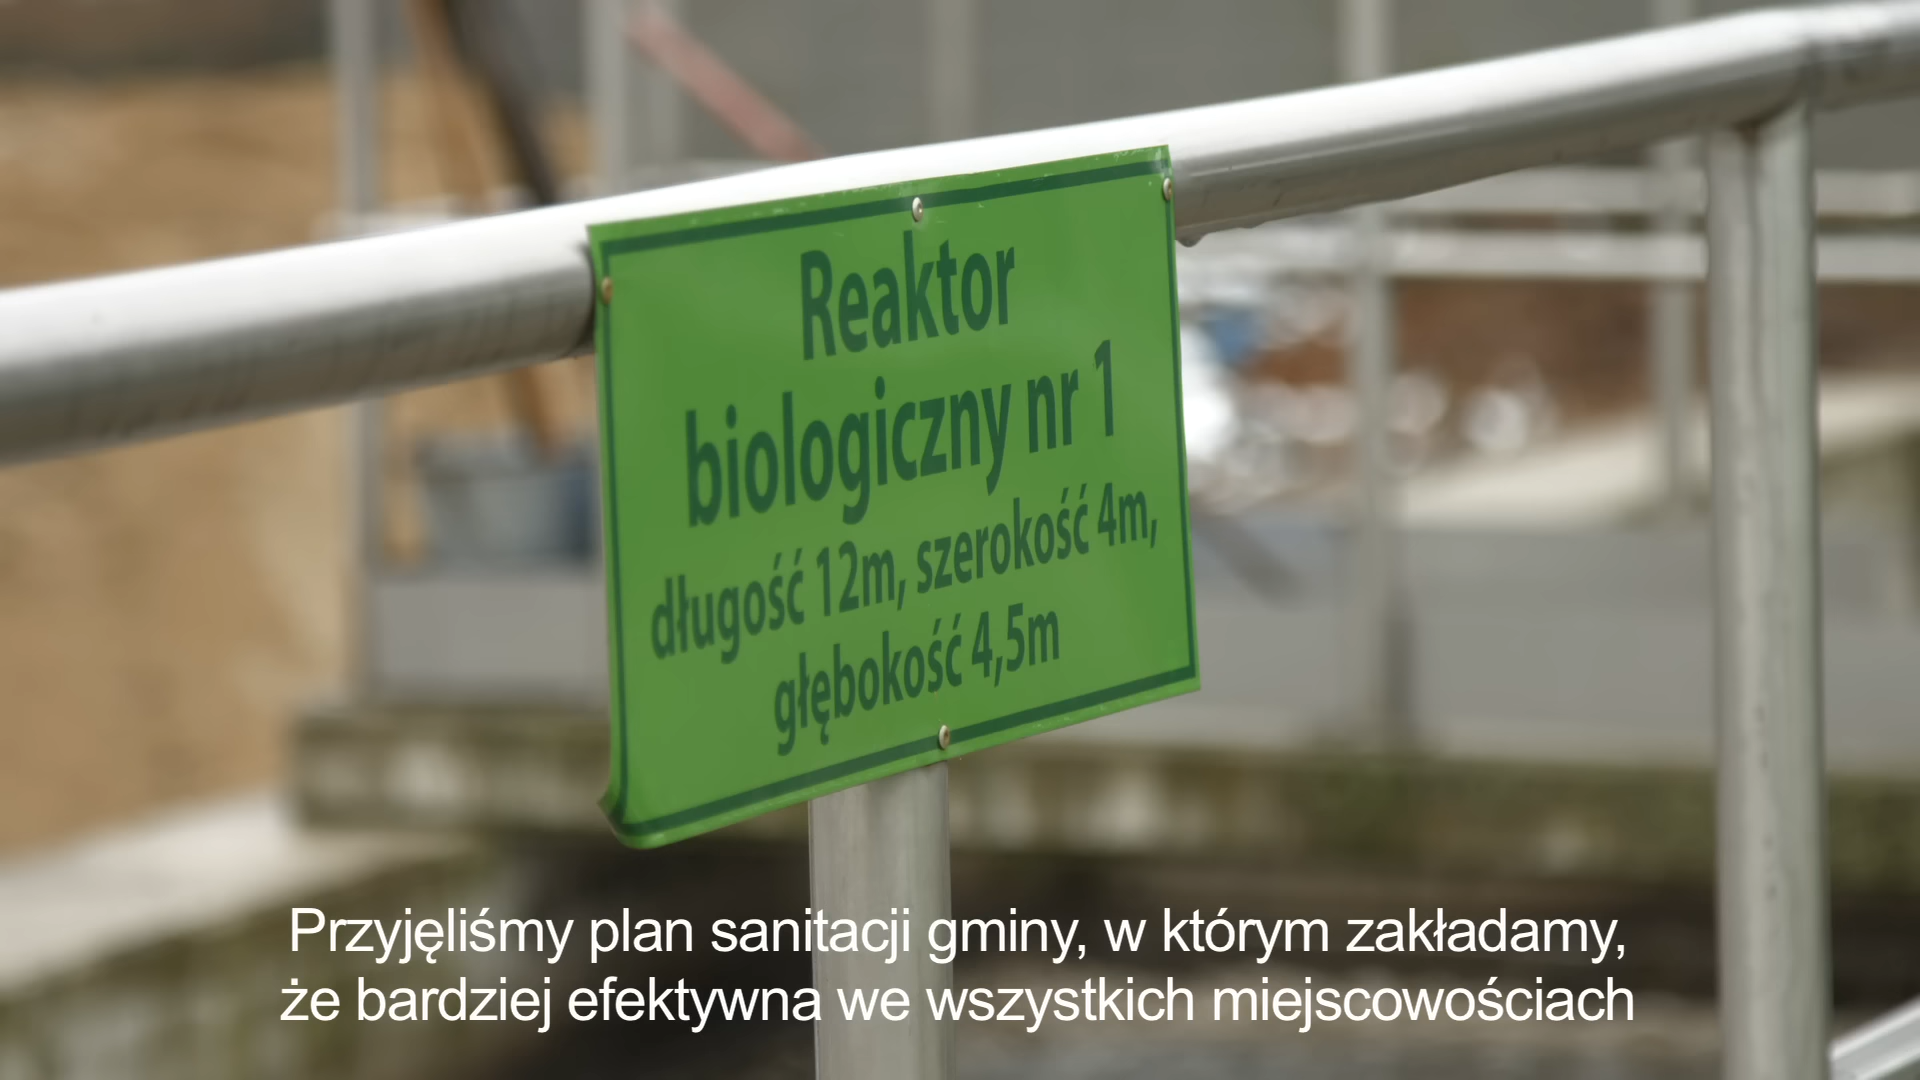 Reaktor
biologiczny nr 1
długość 12m, szerokość 4m,
głębokość 4,5m
Przyjęliśmy plan sanitacji gminy, w którym zakładamy,
że bardziej efektywna we wszystkich miejscowościach